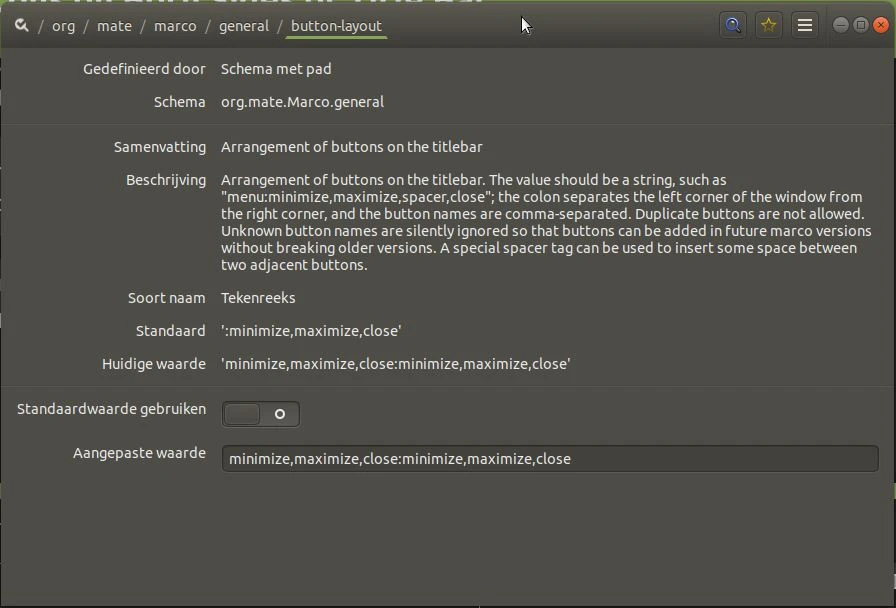 / org / mate / marco / general / button-layout
Gedefinieerd door Schema met pad
Schema org.mate.Marco.general
Samenvatting Arrangement of buttons on the titlebar
Beschrijving Arrangement of buttons on the titlebar. The value should be a string, such as
"menu:minimize,maximize,spacer,close"; the colon separates the left corner of the window from
the right corner, and the button names are comma-separated. Duplicate buttons are not allowed.
Unknown button names are silently ignored so that buttons can be added in future marco versions
without breaking older versions. A special spacer tag can be used to insert some space between
two adjacent buttons.
Soort naam Tekenreeks
Standaard ':minimize,maximize,close'
Huidige waarde 'minimize,maximize,close:minimize,maximize,close'
Standaardwaarde gebruiken
Aangepaste waarde minimize,maximize,close:minimize,maximize,close